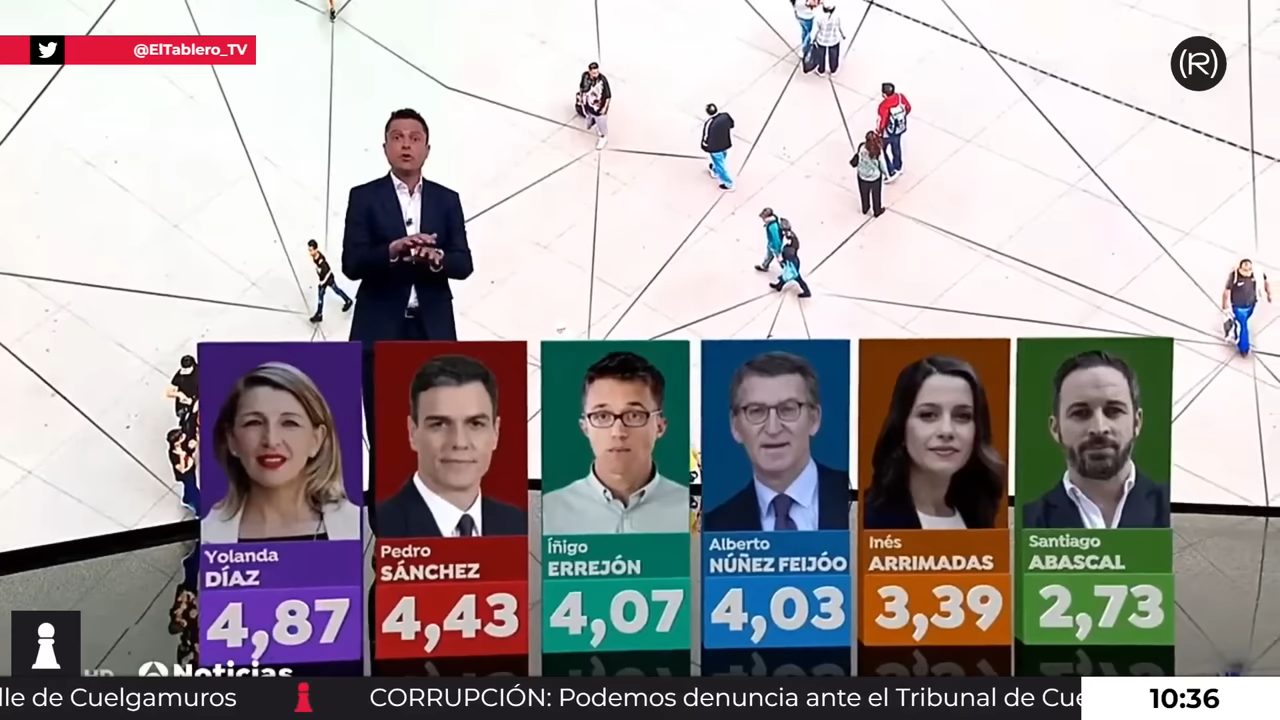 @ElTablero_TV
(R)
Yolanda
DÍAZ
4,87
Pedro
SÁNCHEZ
4,43
Íñigo
ERREJÓN
4,07
Alberto
NÚÑEZ FEIJÓO
4,03
Inés
ARRIMADAS
3,39
Santiago
ABASCAL
2,73
Noticias
lle de Cuelgamuros
CORRUPCIÓN: Podemos denuncia ante el Tribunal de Cue
10:36